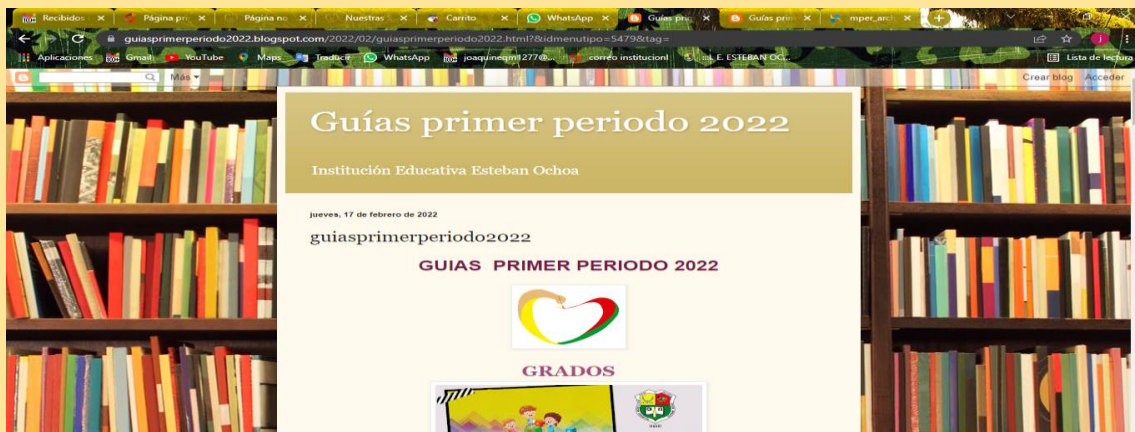 Recibidos
Página pri
Página no
Nuestras
Carrito
WhatsApp
Guías pri
Guías prim
mper_arch
guiasprimerperiodo2022.blogspot.com/2022/02/guiasprimerperiodo2022.html?&idmenutipo=5479&tag=
Aplicaciones
Gmail
YouTube
Maps
Traducir
WhatsApp
joaquineqm1277@...
correo institucionl
I. E. ESTEBAN OC...
Lista de lectura
Más
Crear blog
Acceder
Guías primer periodo 2022
Institución Educativa Esteban Ochoa
jueves, 17 de febrero de 2022
guiasprimerperiodo2022
GUIAS PRIMER PERIODO 2022
GRADOS